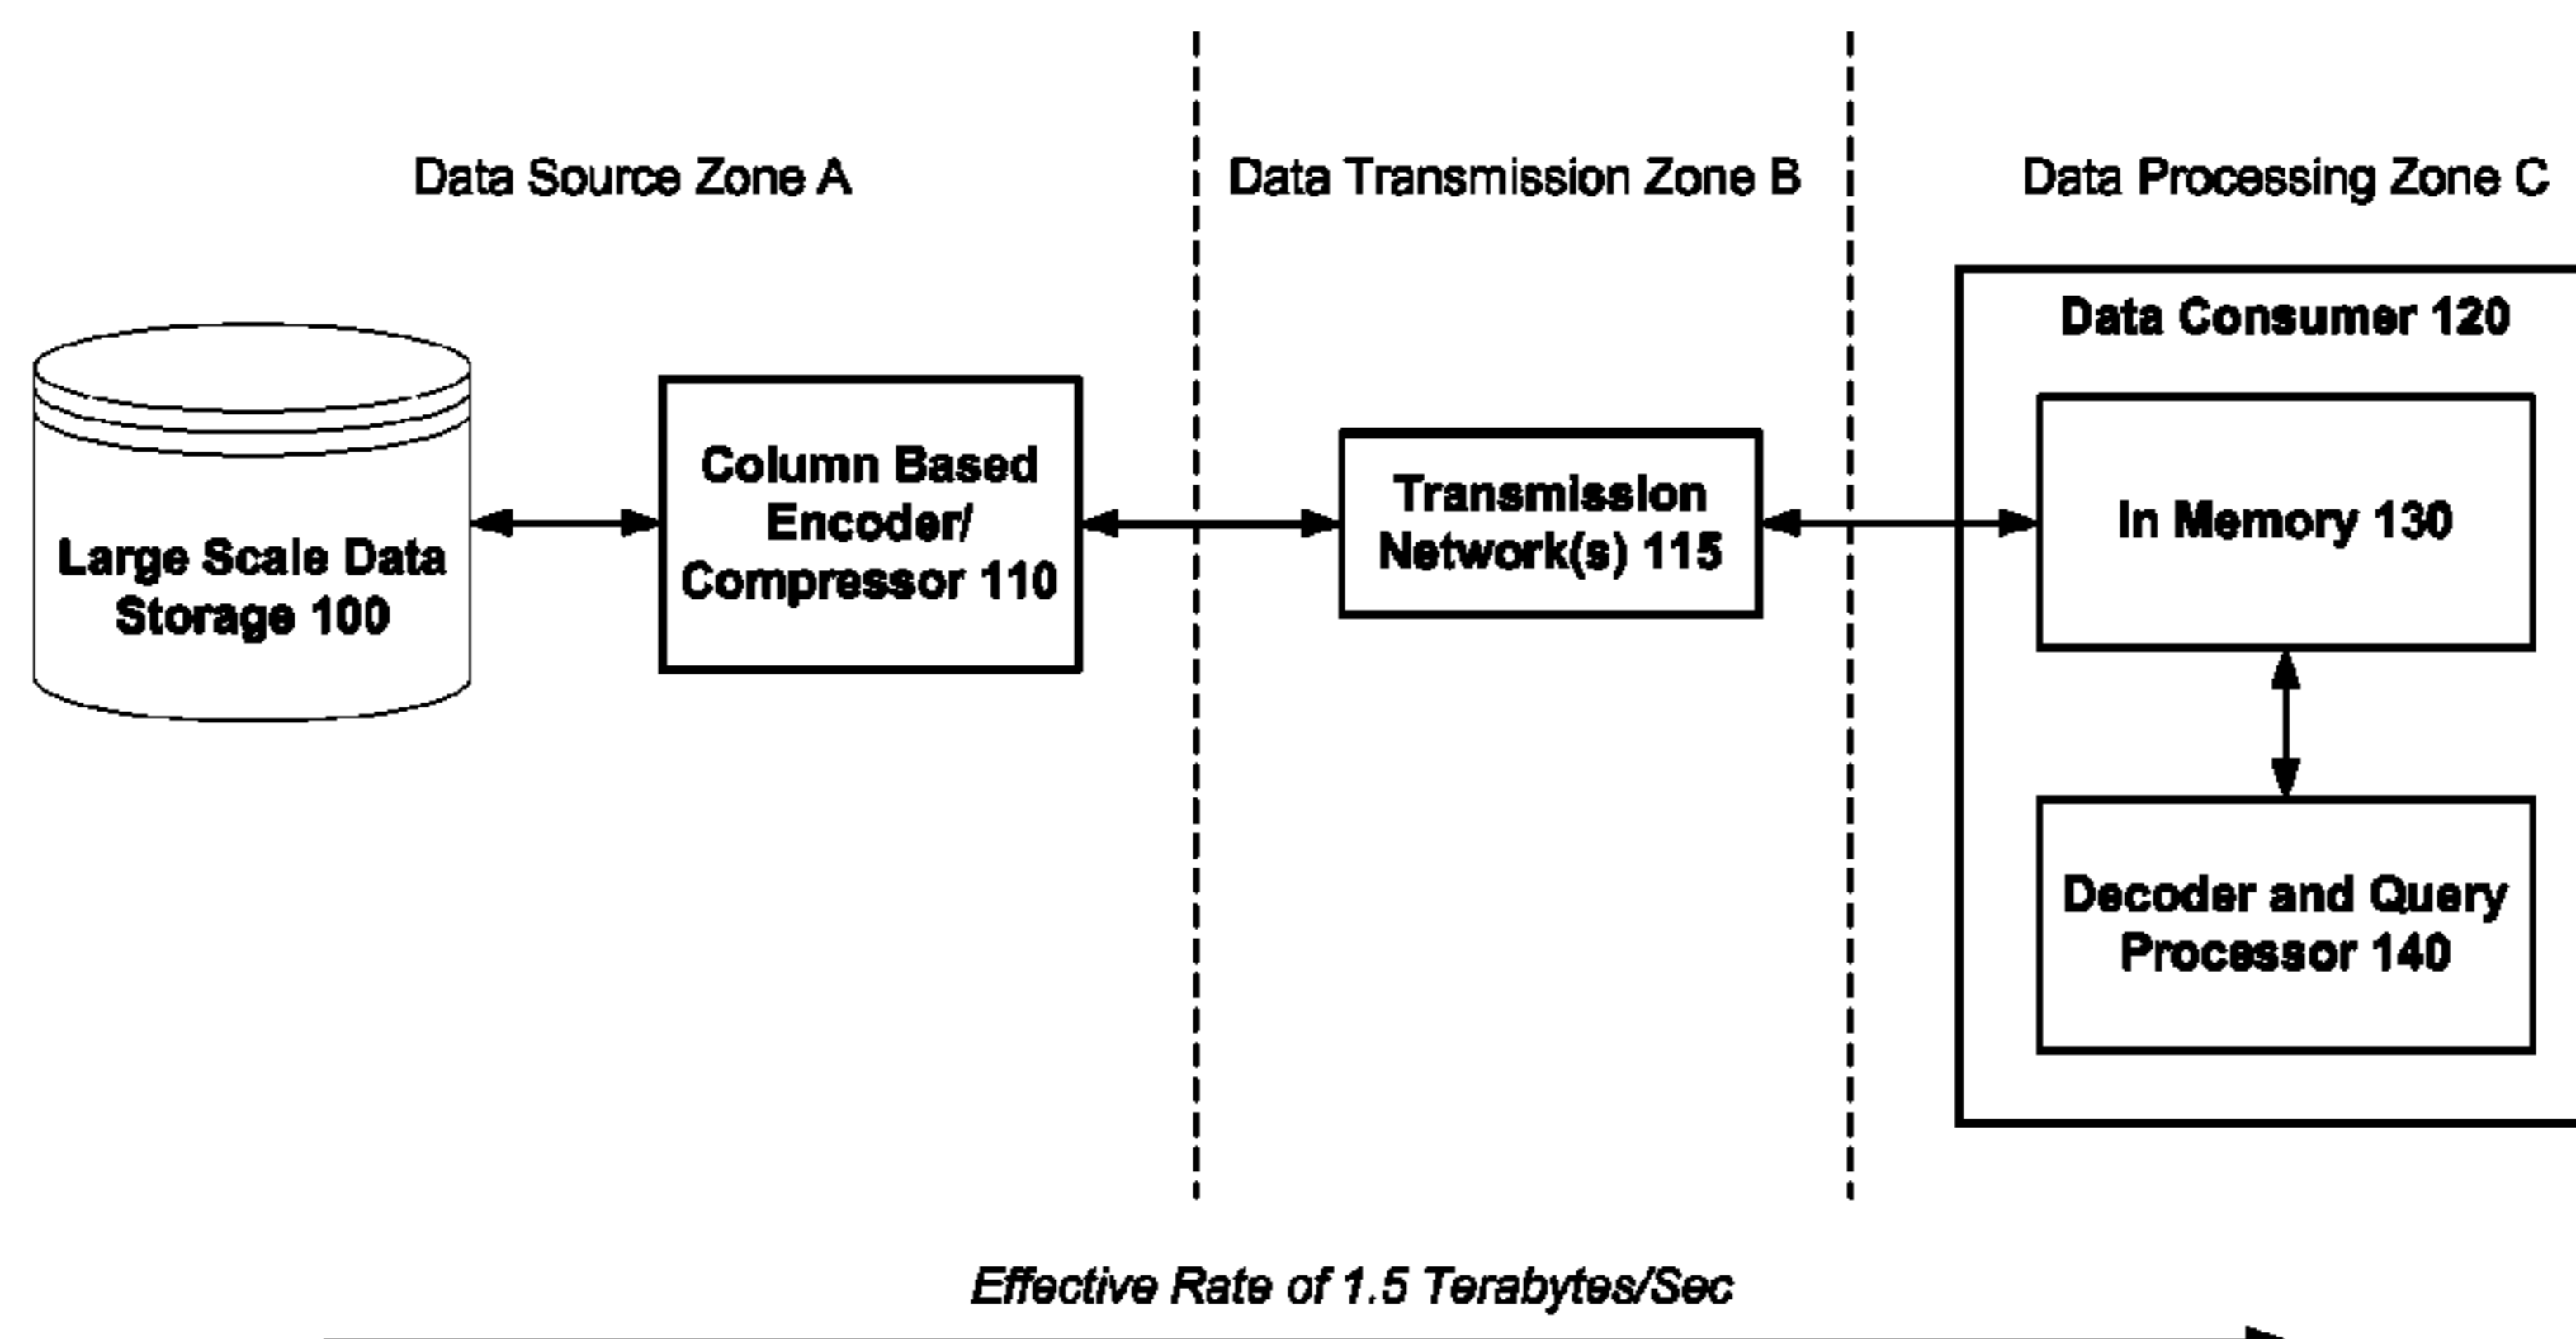 Data Source Zone A
Data Transmission Zone B
Data Processing Zone C
Large Scale Data
Storage 100
Column Based
Encoder/
Compressor 110
Transmission
Network(s) 115
Data Consumer 120
In Memory 130
Decoder and Query
Processor 140
Effective Rate of 1.5 Terabytes/Sec